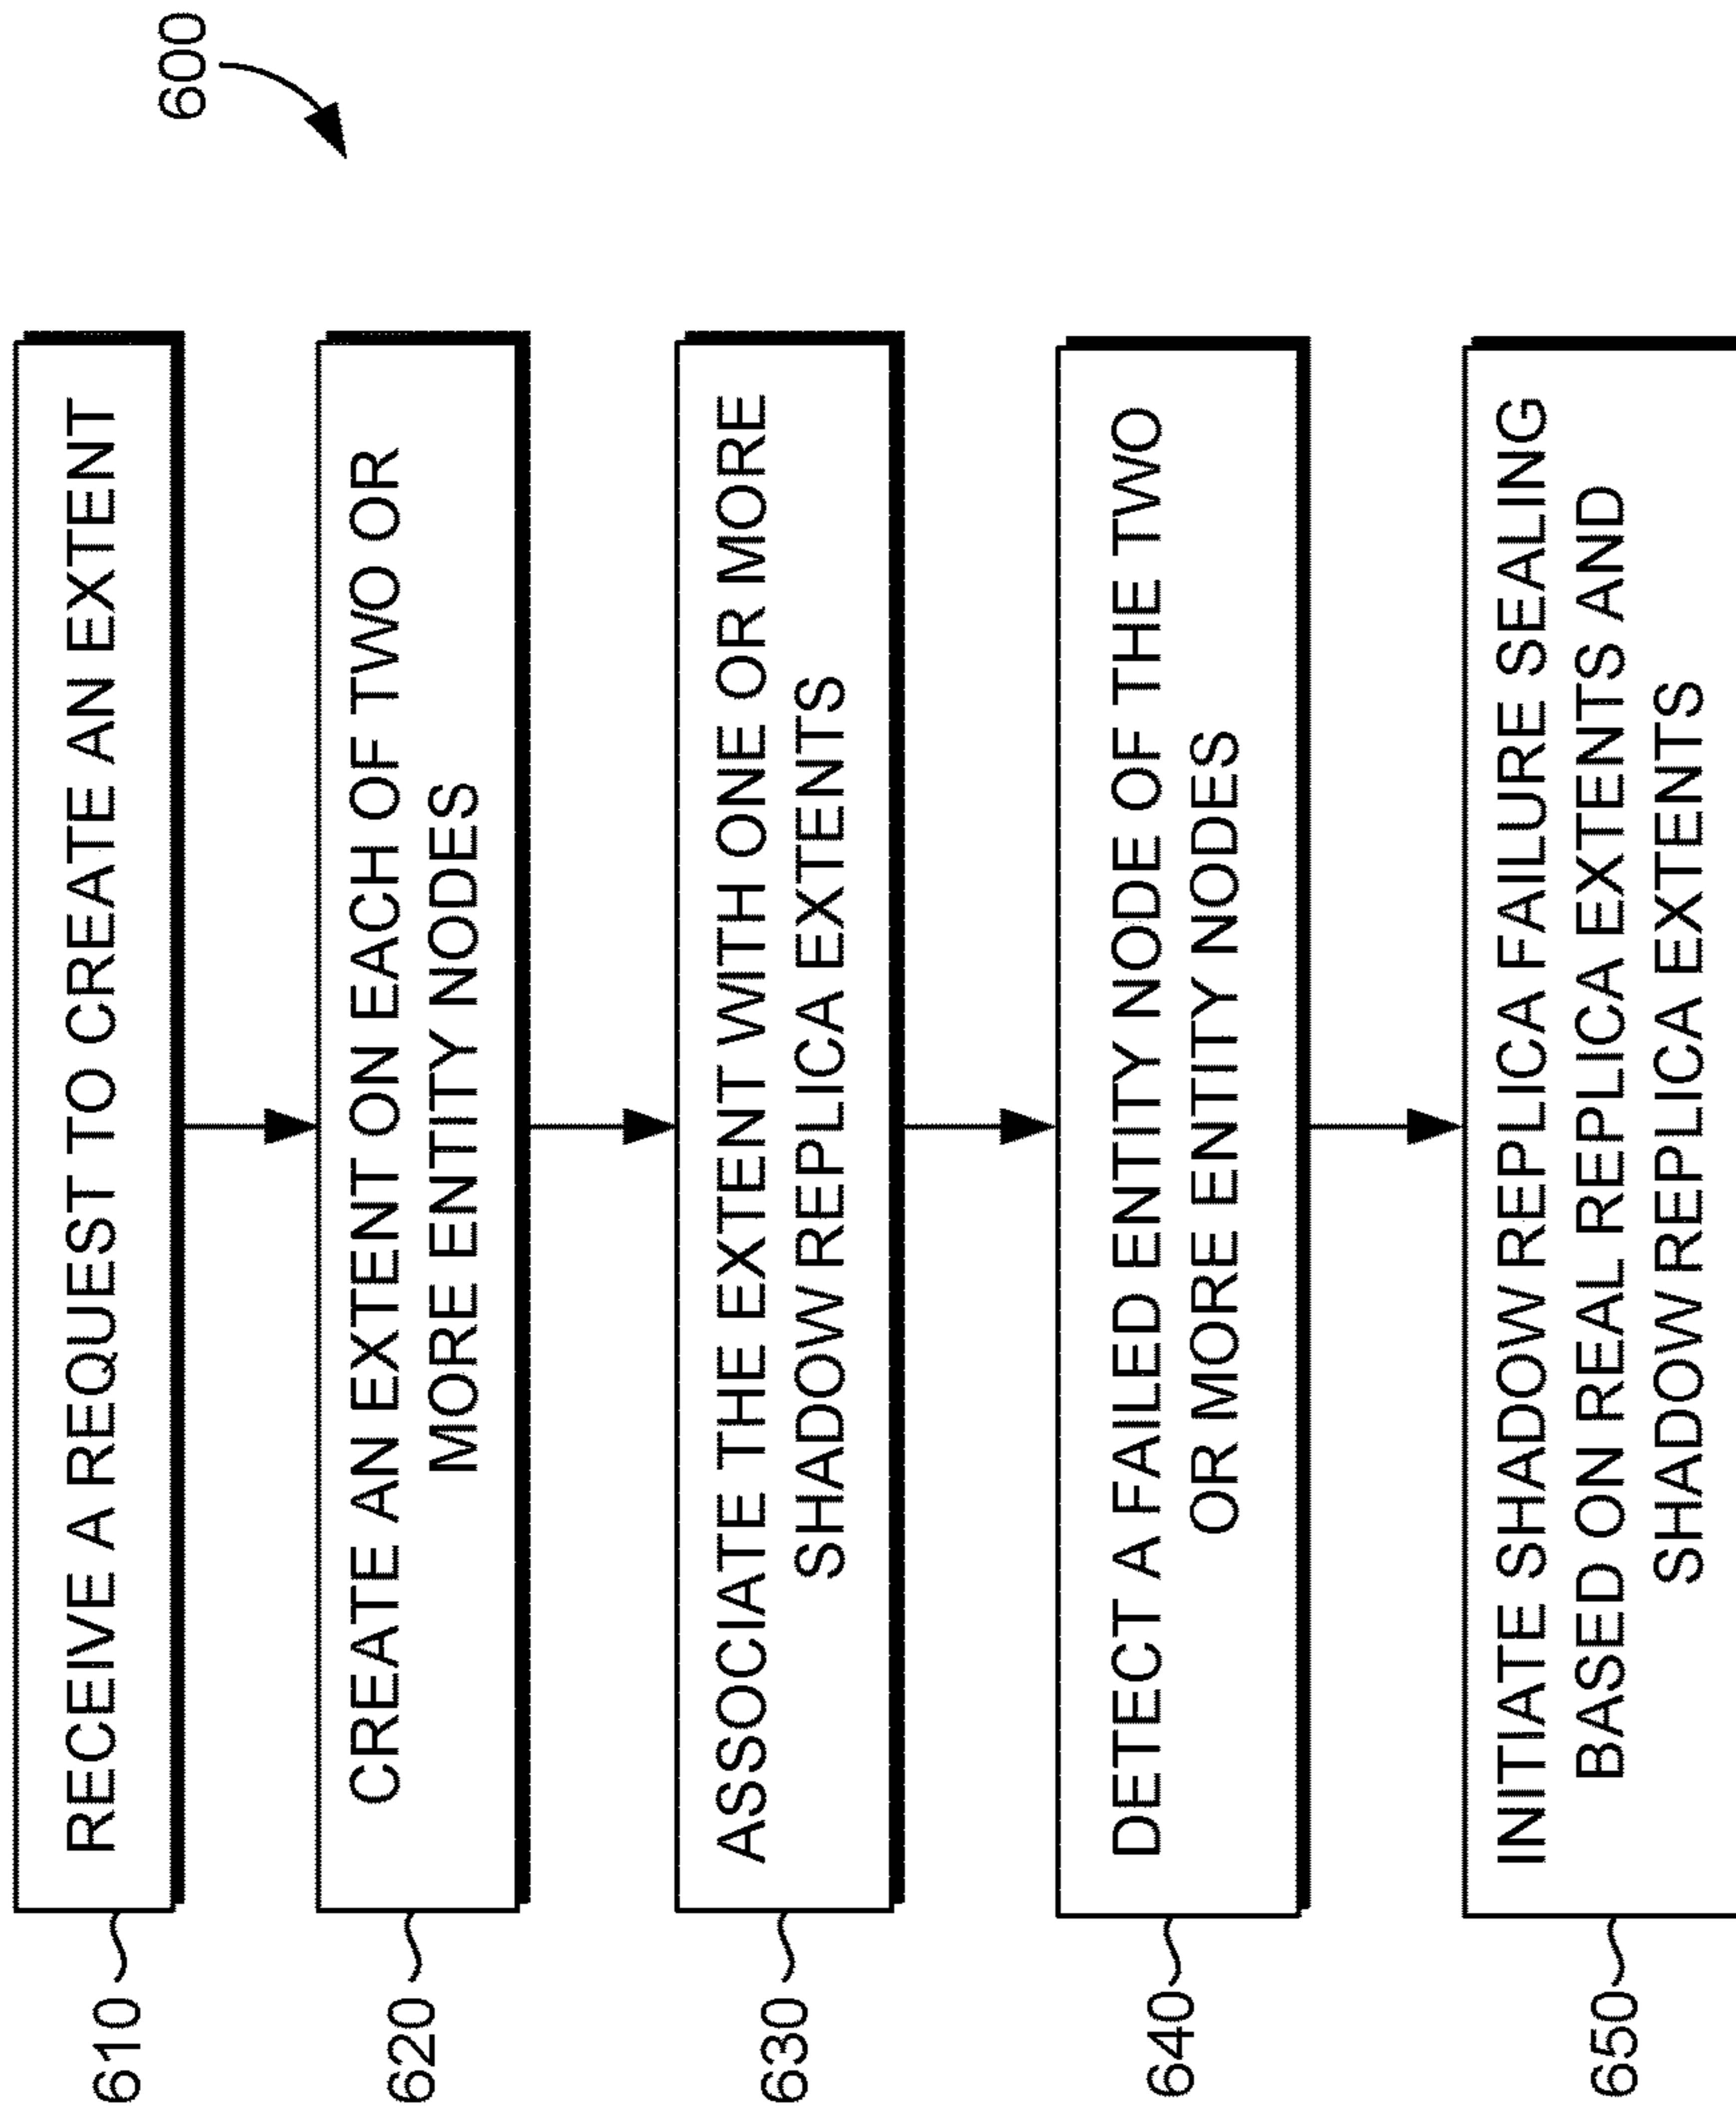 600
610
RECEIVE A REQUEST TO CREATE AN EXTENT
620
CREATE AN EXTENT ON EACH OF TWO OR
MORE ENTITY NODES
630
ASSOCIATE THE EXTENT WITH ONE OR MORE
SHADOW REPLICA EXTENTS
640
DETECT A FAILED ENTITY NODE OF THE TWO
OR MORE ENTITY NODES
650
INITIATE SHADOW REPLICA FAILURE SEALING
BASED ON REAL REPLICA EXTENTS AND
SHADOW REPLICA EXTENTS